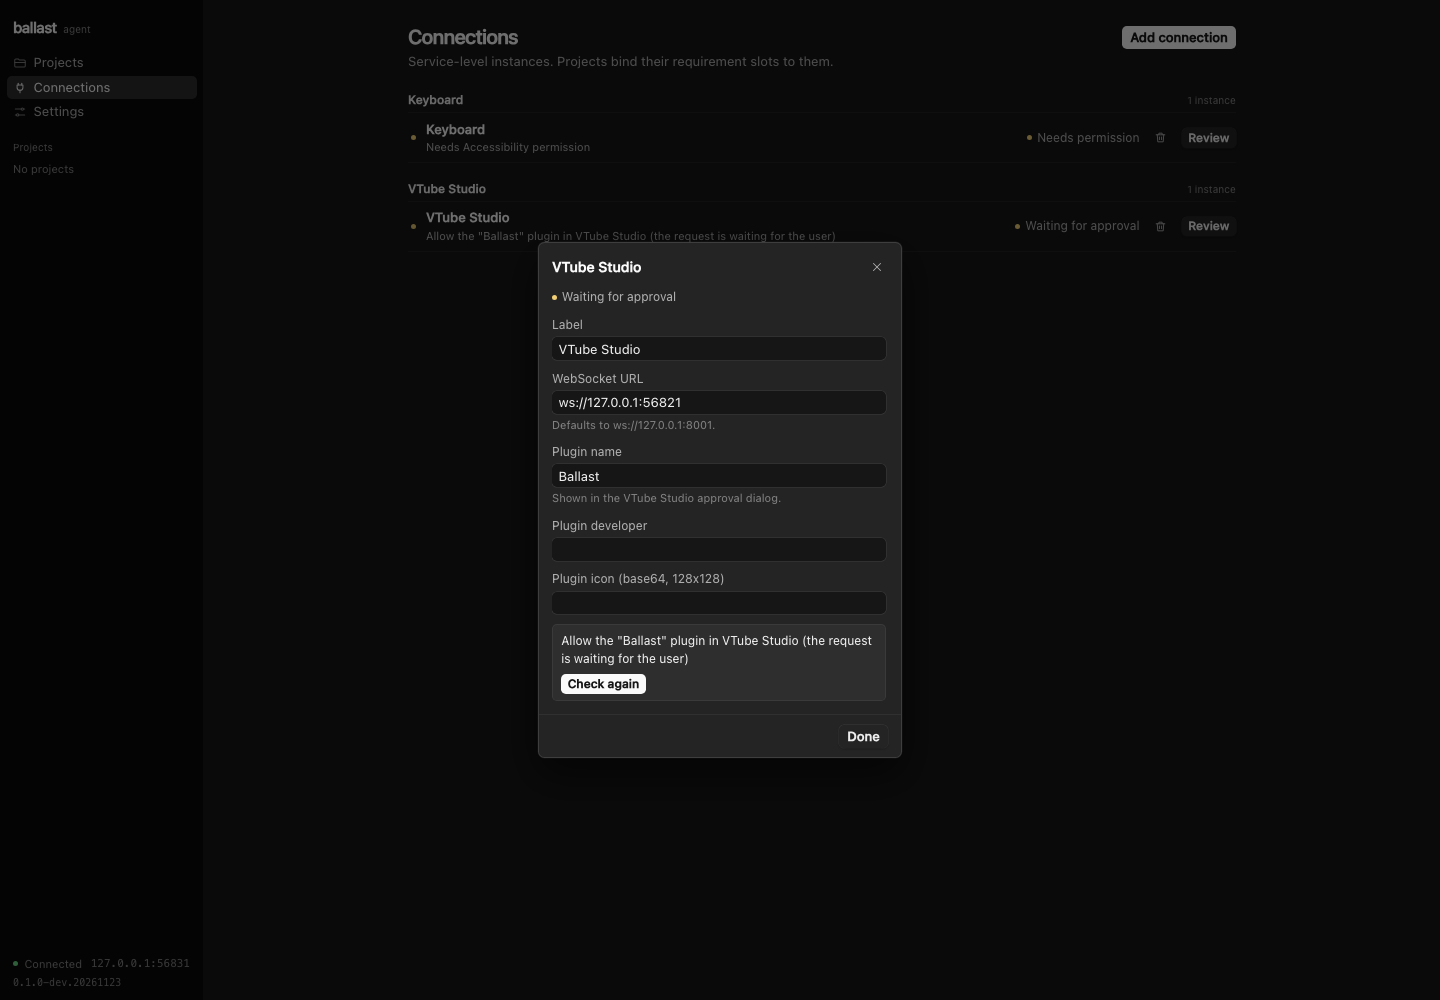 ballast agent
Projects
Connections
Settings
Projects
No projects
Connections
Add connection
Service-level instances. Projects bind their requirement slots to them.
Keyboard
1 instance
Keyboard
Needs Accessibility permission
Needs permission
Review
VTube Studio
1 instance
VTube Studio
Allow the "Ballast" plugin in VTube Studio (the request is waiting for the user)
Waiting for approval
Review
VTube Studio
Waiting for approval
Label
VTube Studio
WebSocket URL
ws://127.0.0.1:56821
Defaults to ws://127.0.0.1:8001.
Plugin name
Ballast
Shown in the VTube Studio approval dialog.
Plugin developer
Plugin icon (base64, 128x128)
Allow the "Ballast" plugin in VTube Studio (the request
is waiting for the user)
Check again
Done
Connected 127.0.0.1:56831
0.1.0-dev.20261123